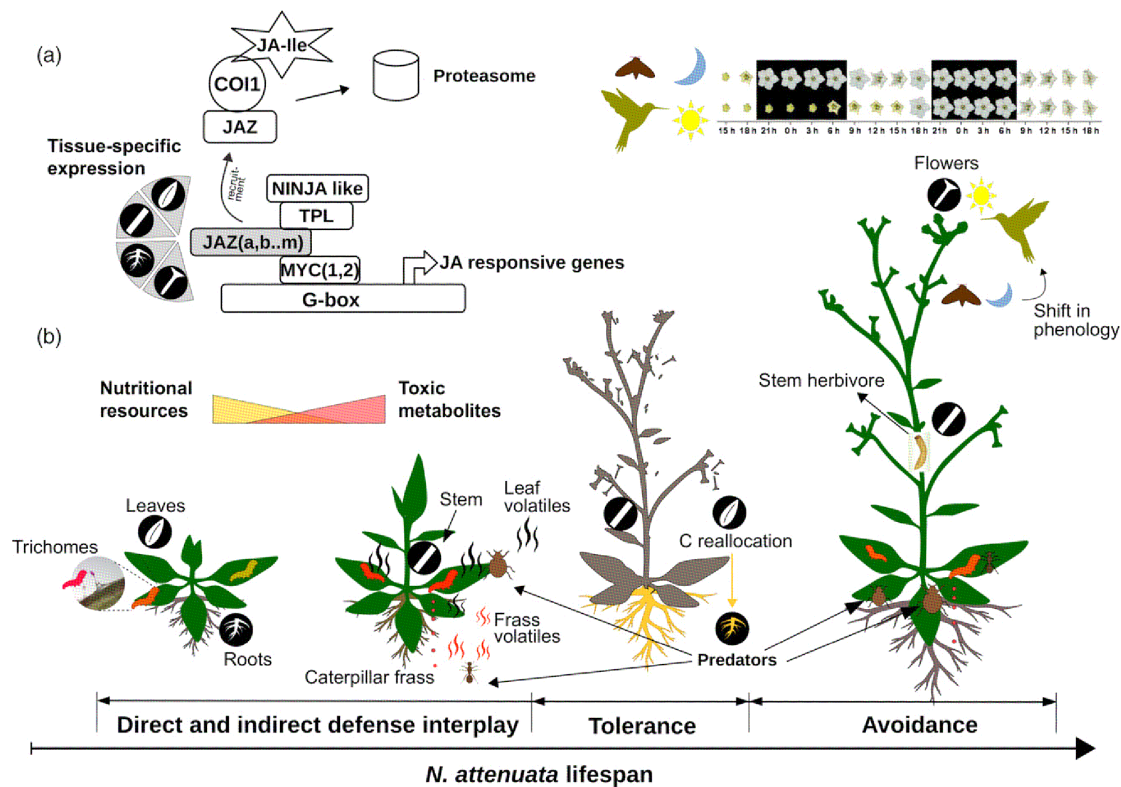 (a)
JA-Ile
COI1
JAZ
Proteasome
Tissue-specific
expression
recruit-
ment
NINJA like
TPL
JAZ(a,b..m)
MYC(1,2)
JA responsive genes
G-box
15 h 18 h 21 h 0 h 3 h 6 h 9 h 12 h 15 h 18 h 21 h 0 h 3 h 6 h 9 h 12 h 15 h 18 h
Flowers
Shift in
phenology
(b)
Nutritional
resources
Toxic
metabolites
Stem herbivore
Leaves
Trichomes
Roots
Stem
Leaf
volatiles
Frass
volatiles
Caterpillar frass
C reallocation
Predators
Direct and indirect defense interplay
Tolerance
Avoidance
N. attenuata lifespan